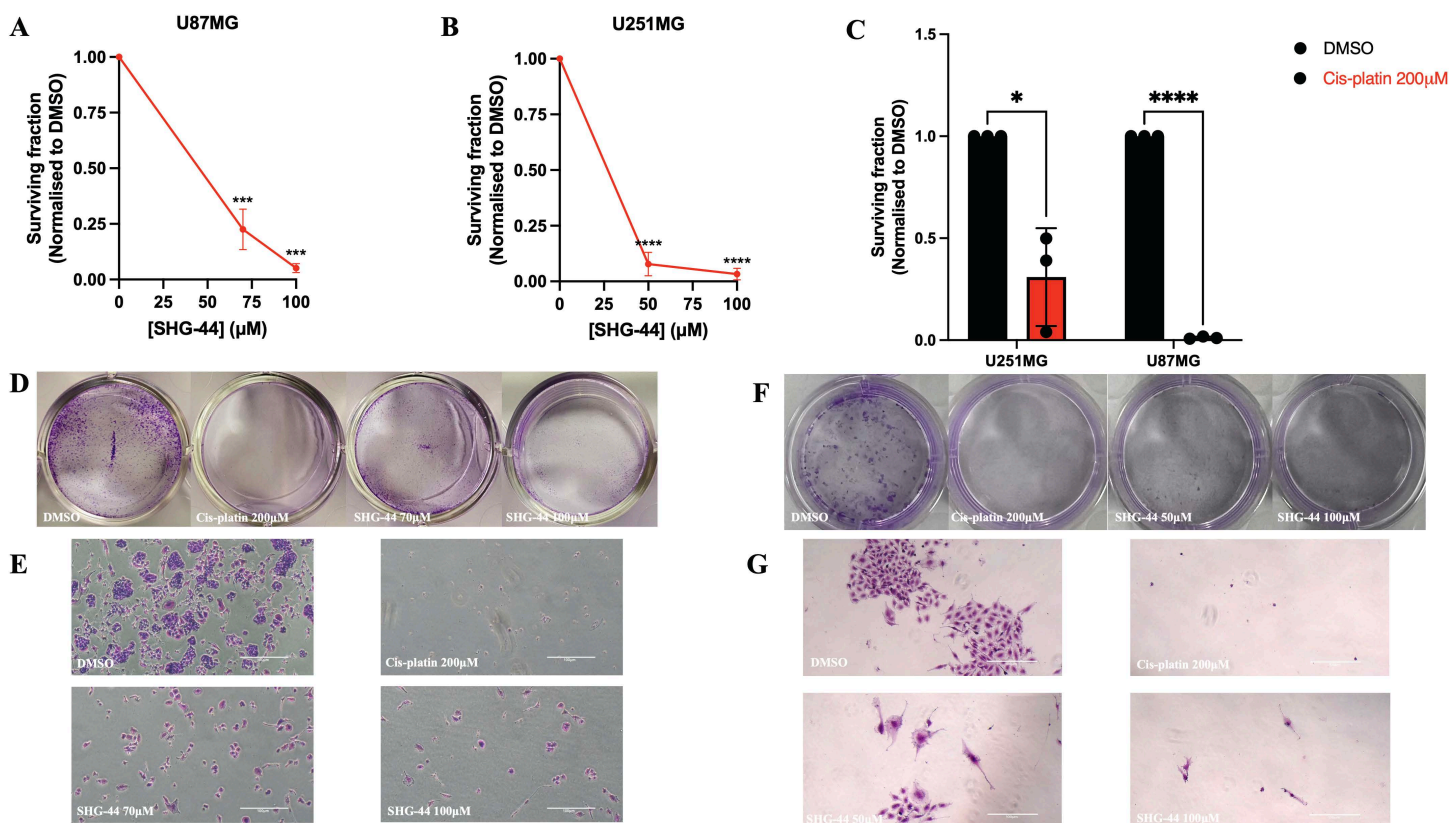 A
U87MG
Surviving fraction
(Normalised to DMSO)
1.00
0.75
0.50
0.25
0.00
***
***
0 25 50 75 100
[SHG-44] (µM)
B
U251MG
Surviving fraction
(Normalised to DMSO)
1.00
0.75
0.50
0.25
0.00
****
****
0 25 50 75 100
[SHG-44] (µM)
C
Surviving fraction
(Normalised to DMSO)
1.5
1.0
0.5
0.0
*
****
U251MG U87MG
DMSO
Cis-platin 200µM
D
DMSO
Cis-platin 200µM
SHG-44 70µM
SHG-44 100µM
F
DMSO
Cis-platin 200µM
SHG-44 50µM
SHG-44 100µM
E
DMSO
Cis-platin 200µM
SHG-44 70µM
SHG-44 100µM
G
DMSO
Cis-platin 200µM
SHG-44 50µM
SHG-44 100µM